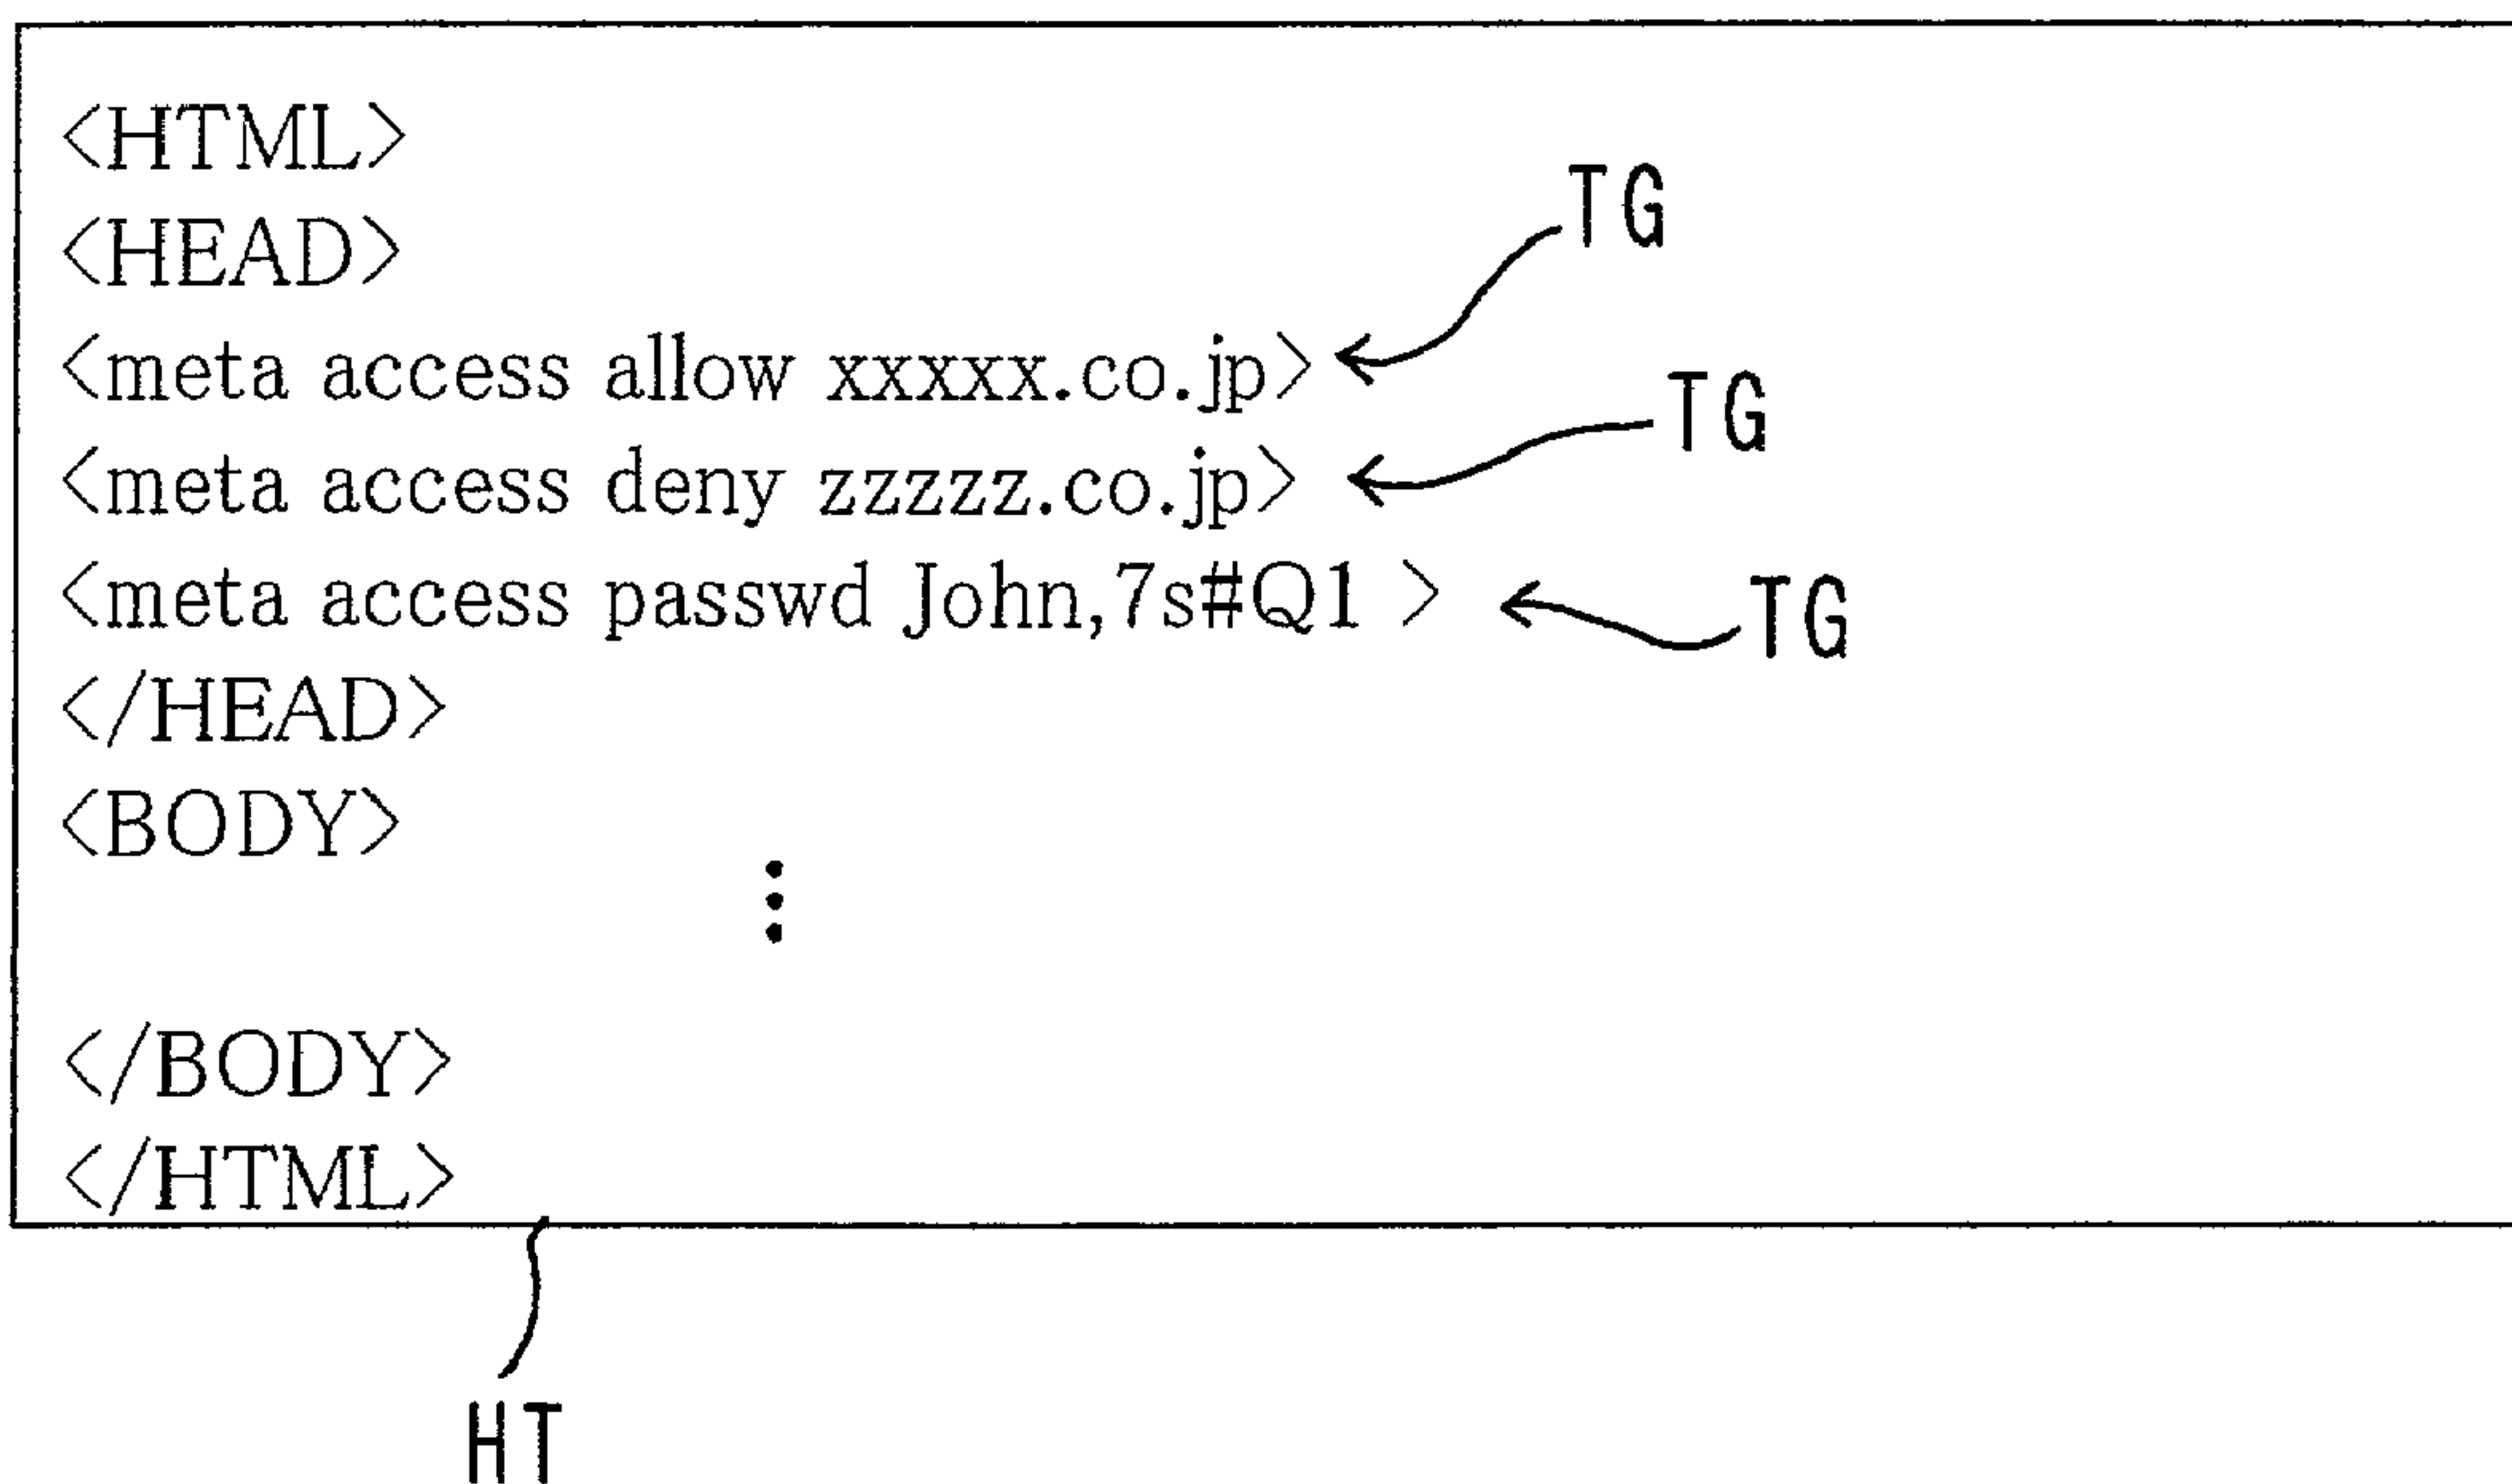 <HTML>
<HEAD>
TG
<meta access allow xxxxx.co.jp>
TG
<meta access deny zzzzz.co.jp>
<meta access passwd John,7s#Q1 >
TG
</HEAD>
<BODY>
⋮
</BODY>
</HTML>
HT